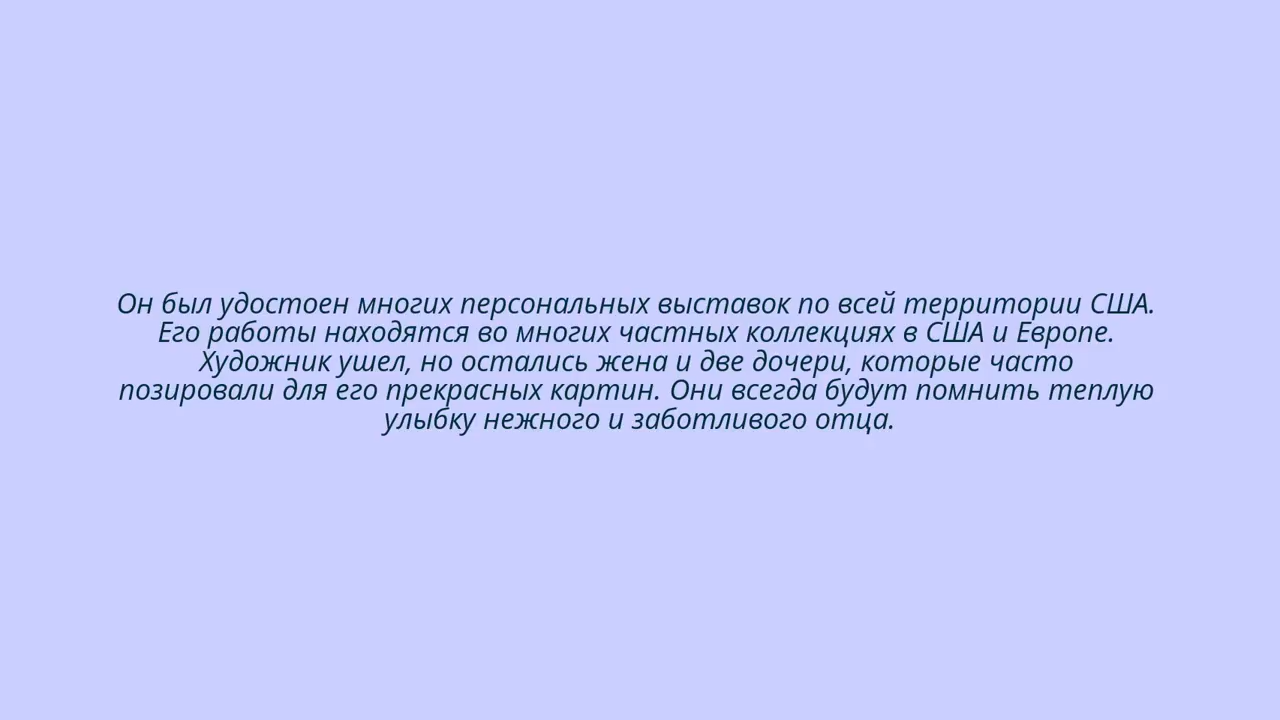 Он был удостоен многих персональных выставок по всей территории США.
Его работы находятся во многих частных коллекциях в США и Европе.
Художник ушел, но остались жена и две дочери, которые часто
позировали для его прекрасных картин. Они всегда будут помнить теплую
улыбку нежного и заботливого отца.